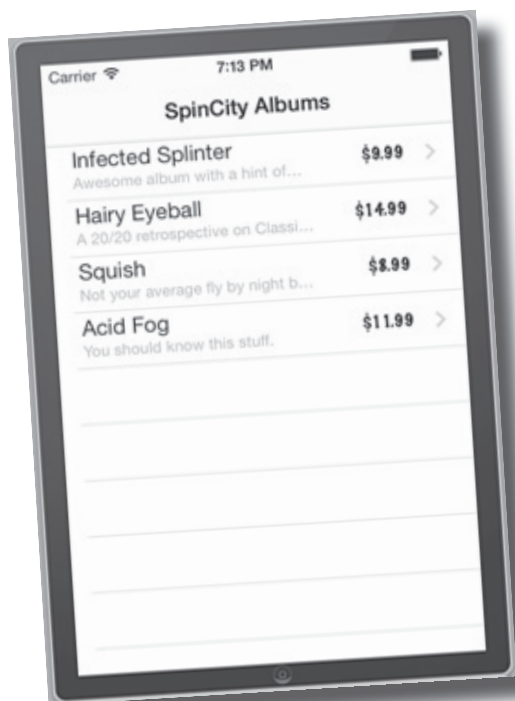 Carrier 7:13 PM
SpinCity Albums
Infected Splinter $9.99
Awesome album with a hint of...
Hairy Eyeball $14.99
A 20/20 retrospective on Classi...
Squish $8.99
Not your average fly by night b...
Acid Fog $11.99
You should know this stuff.